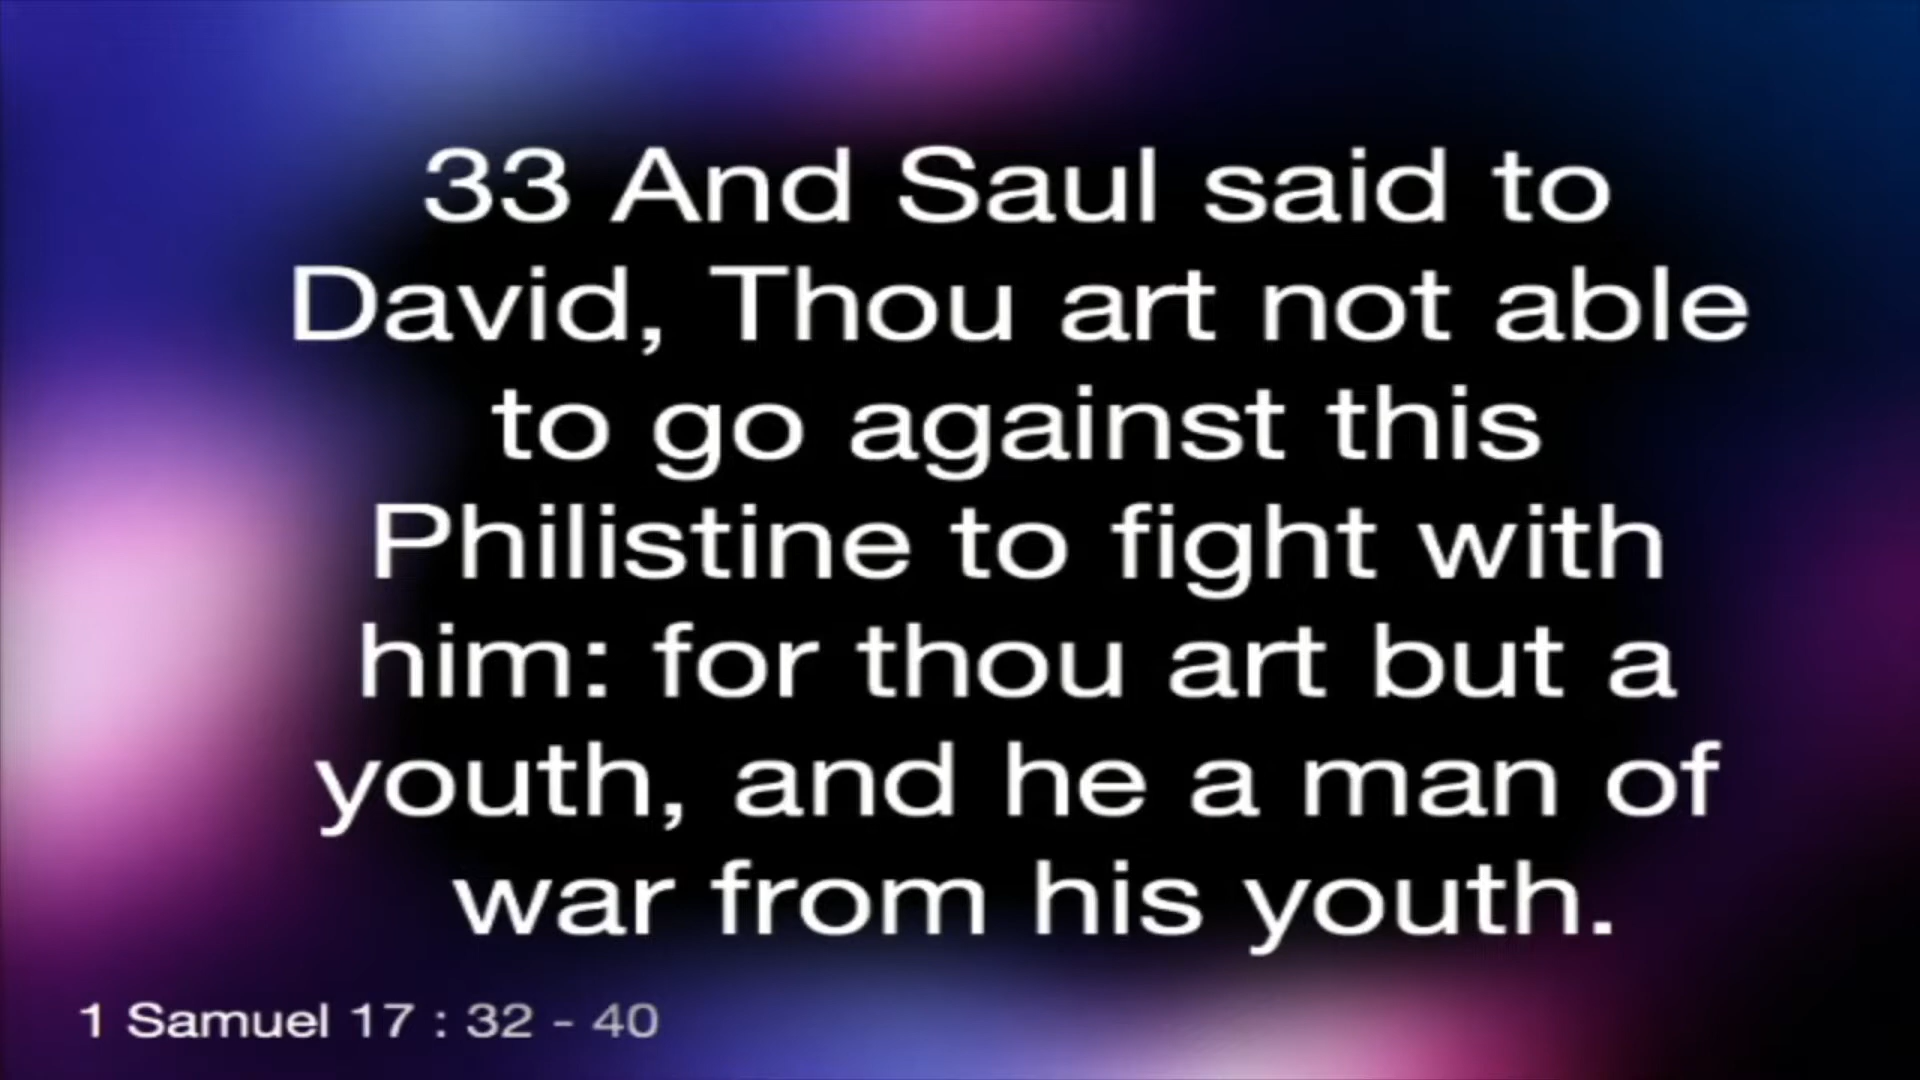 33 And Saul said to
David, Thou art not able
to go against this
Philistine to fight with
him: for thou art but a
youth, and he a man of
war from his youth.
1 Samuel 17 : 32 - 40